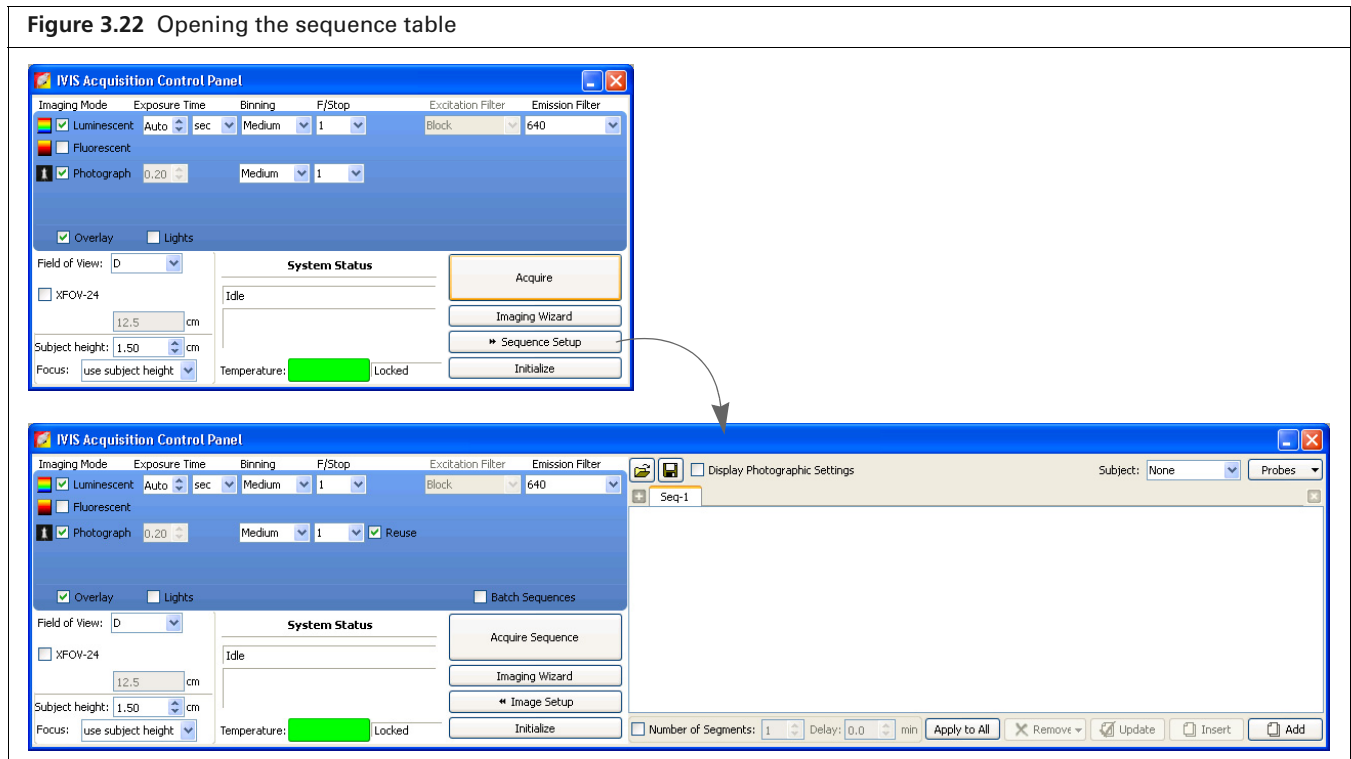 Figure 3.22 Opening the sequence table
IVIS Acquisition Control Panel
Imaging Mode Exposure Time Binning F/Stop Excitation Filter Emission Filter
Luminescent Auto sec Medium 1 Block 640
Fluorescent
Photograph 0.20 Medium 1
Overlay Lights
Field of View: D
XFOV-24
12.5 cm
Subject height: 1.50 cm
Focus: use subject height
System Status
Idle
Temperature: Locked
Acquire
Imaging Wizard
Sequence Setup
Initialize
IVIS Acquisition Control Panel
Imaging Mode Exposure Time Binning F/Stop Excitation Filter Emission Filter
Luminescent Auto sec Medium 1 Block 640
Fluorescent
Photograph 0.20 Medium 1 Reuse
Overlay Lights Batch Sequences
Field of View: D
XFOV-24
12.5 cm
Subject height: 1.50 cm
Focus: use subject height
System Status
Idle
Temperature: Locked
Acquire Sequence
Imaging Wizard
Image Setup
Initialize
Display Photographic Settings Subject: None Probes
Seq-1
Number of Segments: 1 Delay: 0.0 min Apply to All Remove Update Insert Add